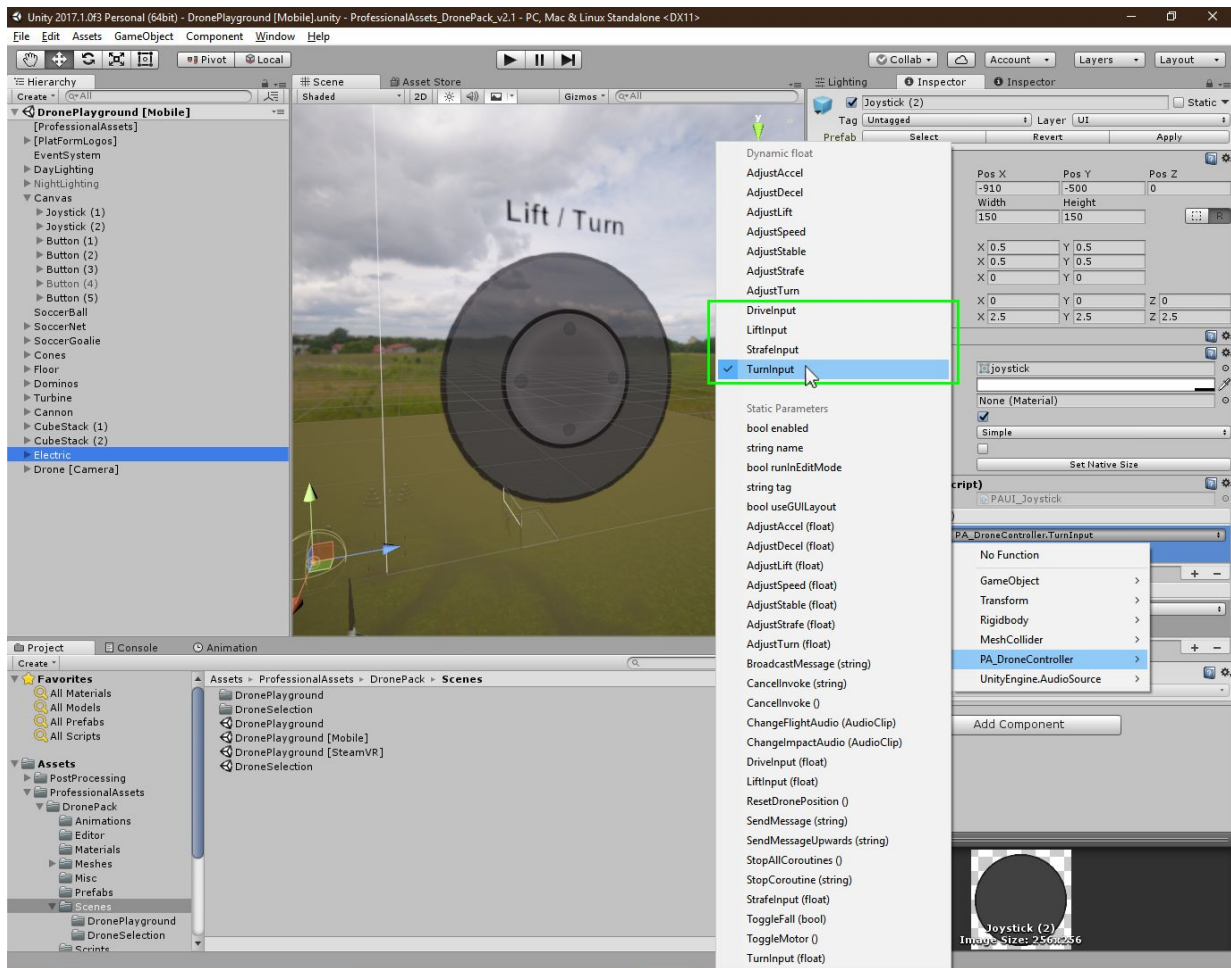 Unity 2017.1.0f3 Personal (64bit) - DronePlayground [Mobile].unity - ProfessionalAssets_DronePack_v2.1 - PC, Mac & Linux Standalone <DX11>
File Edit Assets GameObject Component Window Help
Pivot Local Collab Account Layers Layout
Hierarchy
Create All
DronePlayground [Mobile]
[ProfessionalAssets]
[PlatFormLogos]
EventSystem
DayLighting
NightLighting
Canvas
Joystick (1)
Joystick (2)
Button (1)
Button (2)
Button (3)
Button (4)
Button (5)
SoccerBall
SoccerNet
SoccerGoalie
Cones
Floor
Dominos
Turbine
Cannon
CubeStack (1)
CubeStack (2)
Electric
Drone [Camera]
Scene Asset Store
Shaded 2D Gizmos All
y
Lift / Turn
Dynamic float
AdjustAccel
AdjustDecel
AdjustLift
AdjustSpeed
AdjustStable
AdjustStrafe
AdjustTurn
DriveInput
LiftInput
StrafeInput
TurnInput
Static Parameters
bool enabled
string name
bool runInEditMode
string tag
bool useGUILayout
AdjustAccel (float)
AdjustDecel (float)
AdjustLift (float)
AdjustSpeed (float)
AdjustStable (float)
AdjustStrafe (float)
AdjustTurn (float)
BroadcastMessage (string)
CancelInvoke (string)
CancelInvoke ()
ChangeFlightAudio (AudioClip)
ChangeImpactAudio (AudioClip)
DriveInput (float)
LiftInput (float)
ResetDronePosition ()
SendMessage (string)
SendMessageUpwards (string)
StopAllCoroutines ()
StopCoroutine (string)
StrafeInput (float)
ToggleFall (bool)
ToggleMotor ()
TurnInput (float)
Lighting Inspector Inspector
Joystick (2) Static
Tag Untagged Layer UI
Prefab Select Revert Apply
Pos X Pos Y Pos Z
-910 -500 0
Width Height
150 150 R
X 0.5 Y 0.5
X 0.5 Y 0.5
X 0 Y 0
X 0 Y 0 Z 0
X 2.5 Y 2.5 Z 2.5
joystick
None (Material)
Simple
Set Native Size
cript)
PAUI_Joystick
)
PA_DroneController.TurnInput
No Function
GameObject
Transform
Rigidbody
MeshCollider
PA_DroneController
UnityEngine.AudioSource
+ -
+ -
Add Component
Joystick (2)
Image Size: 256x256
Project Console Animation
Create
Favorites
All Materials
All Models
All Prefabs
All Scripts
Assets
PostProcessing
ProfessionalAssets
DronePack
Animations
Editor
Materials
Meshes
Misc
Prefabs
Scenes
DronePlayground
DroneSelection
Scripts
Assets ProfessionalAssets DronePack Scenes
DronePlayground
DroneSelection
DronePlayground
DronePlayground [Mobile]
DronePlayground [SteamVR]
DroneSelection